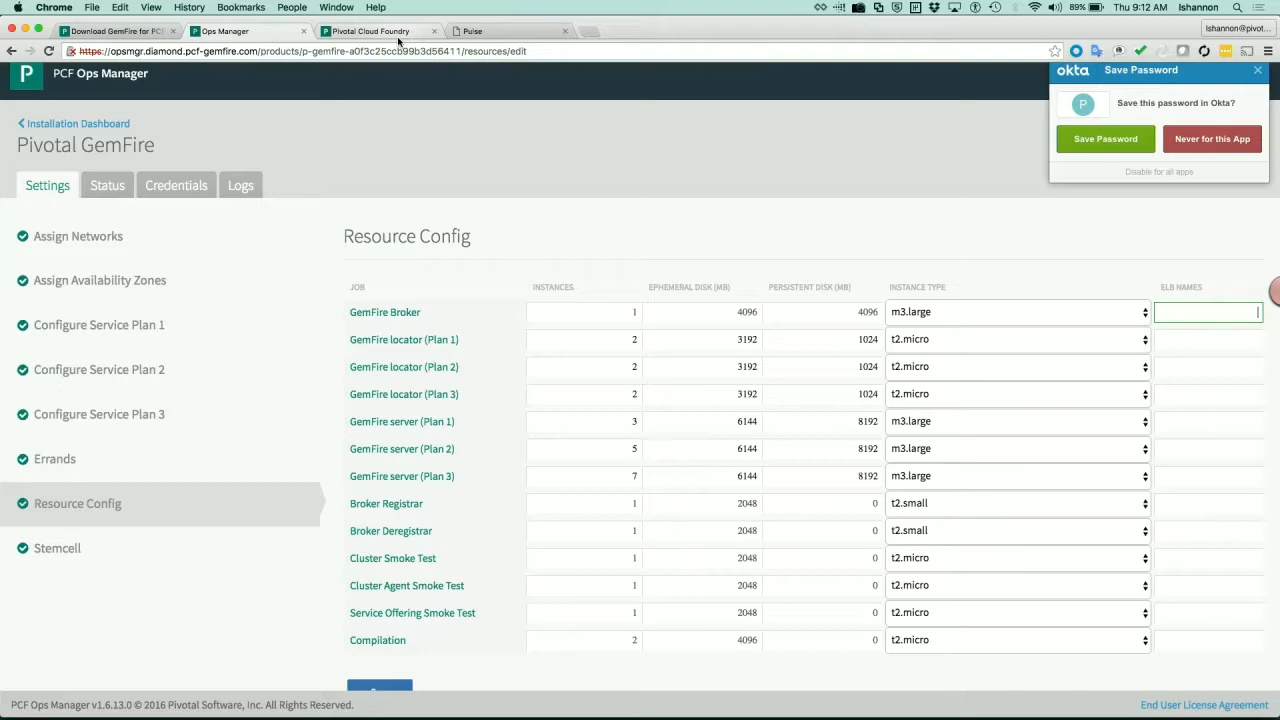 Chrome File Edit View History Bookmarks People Window Help 89% Thu 9:12 AM lshannon
Download GemFire for PCF Ops Manager Pivotal Cloud Foundry Pulse lshannon@pivot...
https://opsmgr.diamond.pcf-gemfire.com/products/p-gemfire-a0f3c25ccb99b3d56411/resources/edit
P PCF Ops Manager
okta Save Password
P Save this password in Okta?
Save Password Never for this App
Disable for all apps
Installation Dashboard
Pivotal GemFire
Settings Status Credentials Logs
Assign Networks
Assign Availability Zones
Configure Service Plan 1
Configure Service Plan 2
Configure Service Plan 3
Errands
Resource Config
Stemcell
Resource Config
JOB INSTANCES EPHEMERAL DISK (MB) PERSISTENT DISK (MB) INSTANCE TYPE ELB NAMES
GemFire Broker 1 4096 4096 m3.large
GemFire locator (Plan 1) 2 3192 1024 t2.micro
GemFire locator (Plan 2) 2 3192 1024 t2.micro
GemFire locator (Plan 3) 2 3192 1024 t2.micro
GemFire server (Plan 1) 3 6144 8192 m3.large
GemFire server (Plan 2) 5 6144 8192 m3.large
GemFire server (Plan 3) 7 6144 8192 m3.large
Broker Registrar 1 2048 0 t2.small
Broker Deregistrar 1 2048 0 t2.small
Cluster Smoke Test 1 2048 0 t2.micro
Cluster Agent Smoke Test 1 2048 0 t2.micro
Service Offering Smoke Test 1 2048 0 t2.micro
Compilation 2 4096 0 t2.micro
PCF Ops Manager v1.6.13.0 © 2016 Pivotal Software, Inc. All Rights Reserved. End User License Agreement